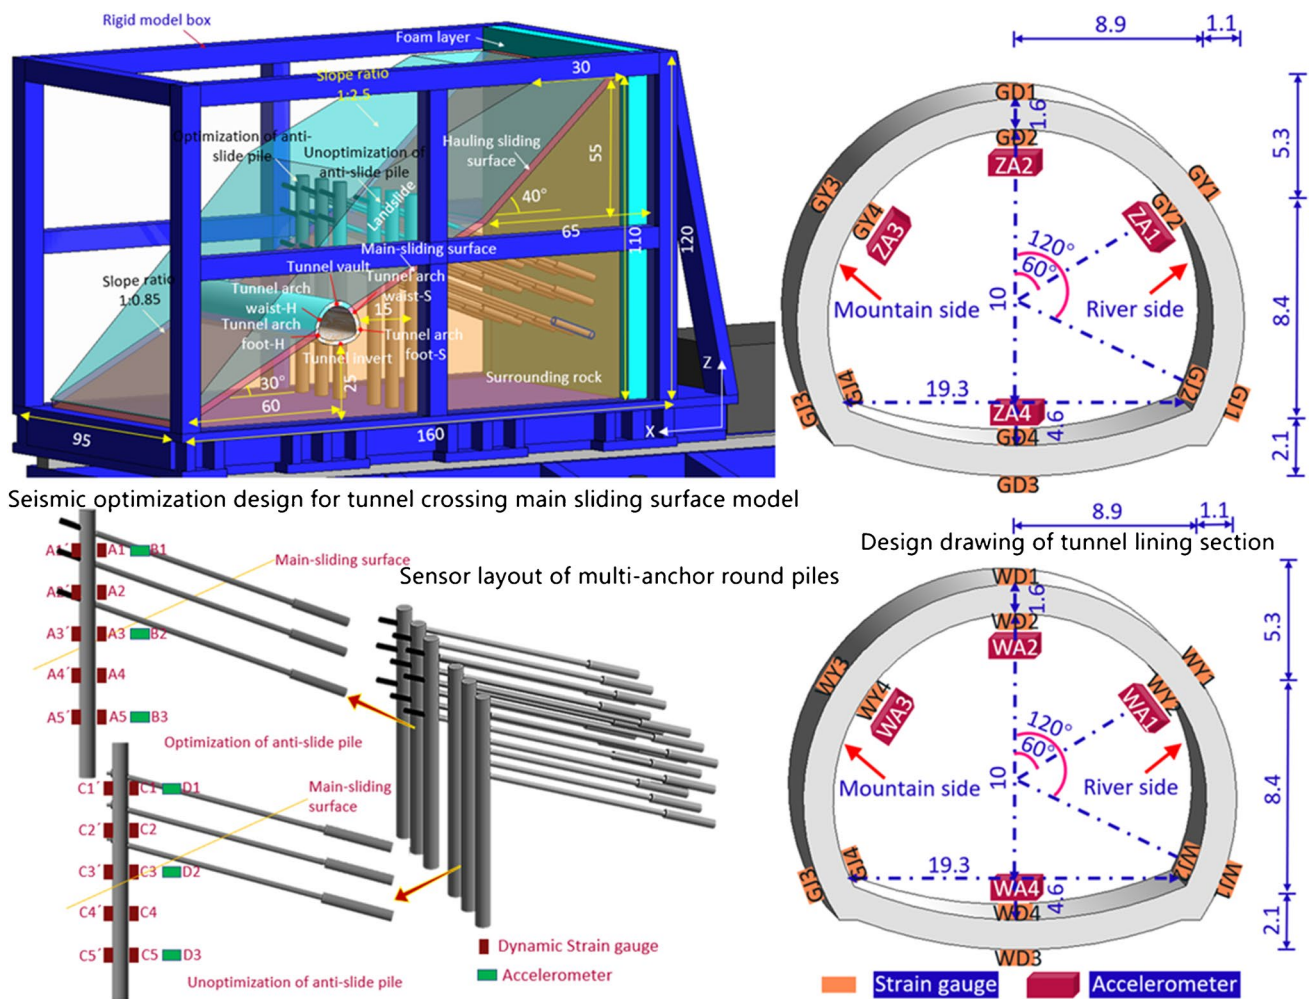 Rigid model box
Foam layer
Slope ratio
1:2.5
30
Optimization of anti-
slide pile
Unoptimization of
anti-slide pile
Landslide
Hauling sliding
surface
55
40°
65
110
120
Main-sliding surface
Tunnel vault
Tunnel arch
waist-H
Tunnel arch
waist-S
Slope ratio
1:0.85
15
Tunnel arch
foot-H
Tunnel arch
foot-S
Tunnel invert
25
Surrounding rock
30°
60
95
160
Z
X
Seismic optimization design for tunnel crossing main sliding surface model
8.9
1.1
GD1
1.6
GD2
ZA2
5.3
GY3
GY4
ZA3
GY1
GY2
ZA1
120°
60°
10
Mountain side
River side
8.4
GJ4
GJ3
19.3
GJ2
GJ1
ZA4
4.6
GD4
GD3
2.1
Design drawing of tunnel lining section
8.9
1.1
WD1
1.6
WD2
WA2
5.3
WY3
WY4
WA3
WY1
WY2
WA1
120°
60°
10
Mountain side
River side
8.4
GJ4
GJ3
19.3
WJ2
WJ1
WA4
4.6
WD4
WD3
2.1
Strain gauge
Accelerometer
Sensor layout of multi-anchor round piles
A1´
A1
B1
Main-sliding surface
A2´
A2
A3´
A3
B2
A4´
A4
A5´
A5
B3
Optimization of anti-slide pile
C1´
C1
D1
Main-sliding
surface
C2´
C2
C3´
C3
D2
C4´
C4
C5´
C5
D3
Unoptimization of anti-slide pile
Dynamic Strain gauge
Accelerometer